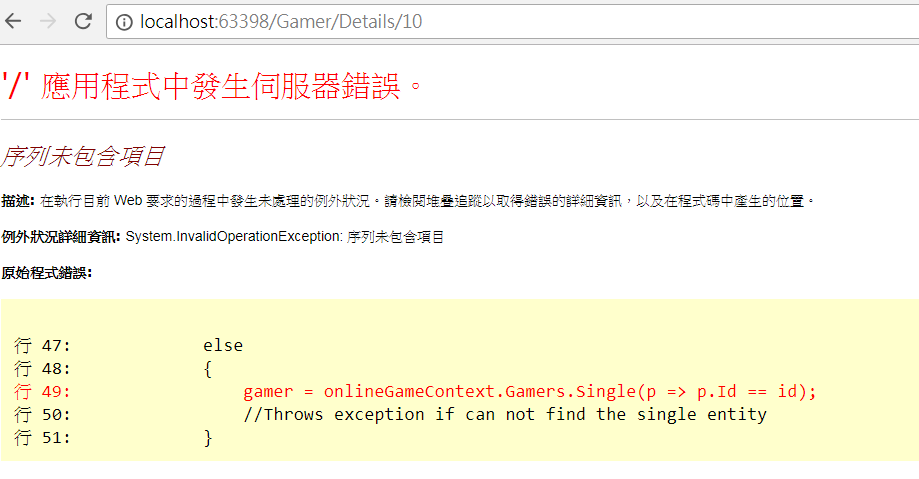 localhost:63398/Gamer/Details/10
'/' 應用程式中發生伺服器錯誤。
序列未包含項目
描述: 在執行目前 Web 要求的過程中發生未處理的例外狀況。請檢閱堆疊追蹤以取得錯誤的詳細資訊，以及在程式碼中產生的位置。
例外狀況詳細資訊: System.InvalidOperationException: 序列未包含項目
原始程式錯誤:
行 47:             else
行 48:             {
行 49:                 gamer = onlineGameContext.Gamers.Single(p => p.Id == id);
行 50:                 //Throws exception if can not find the single entity
行 51:             }